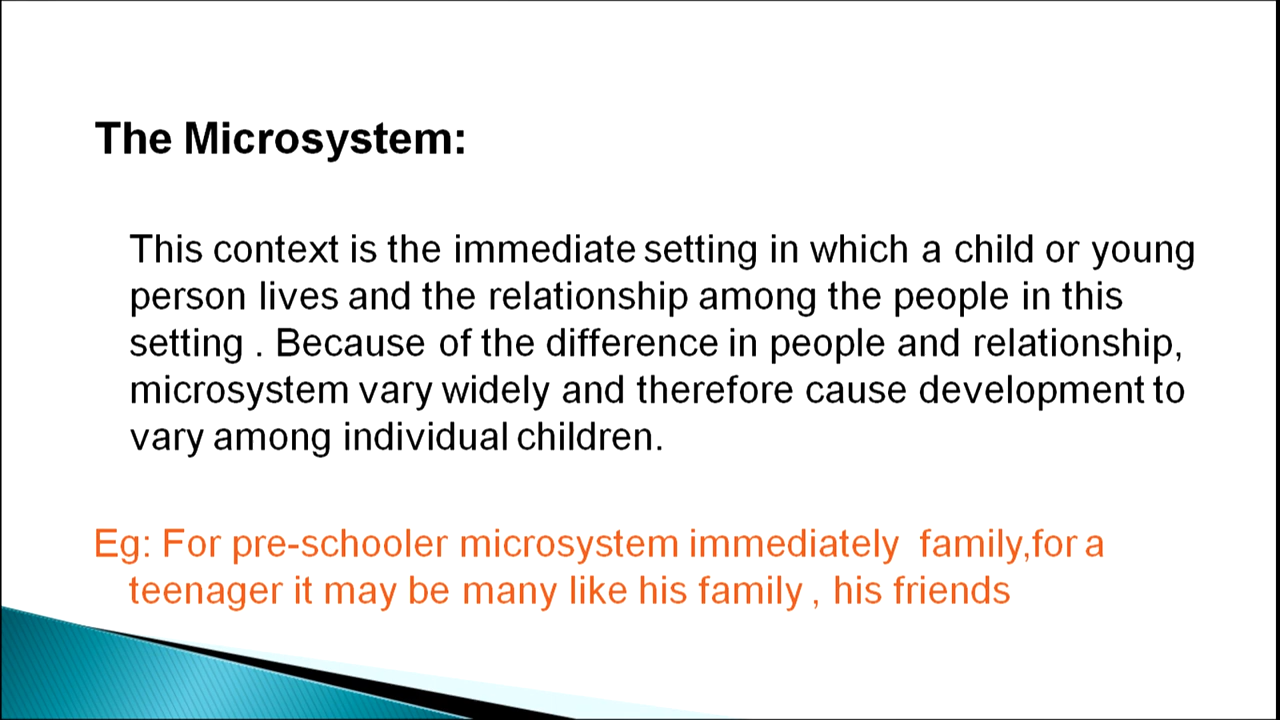 The Microsystem:
This context is the immediate setting in which a child or young
person lives and the relationship among the people in this
setting . Because of the difference in people and relationship,
microsystem vary widely and therefore cause development to
vary among individual children.
Eg: For pre-schooler microsystem immediately family,for a
teenager it may be many like his family , his friends